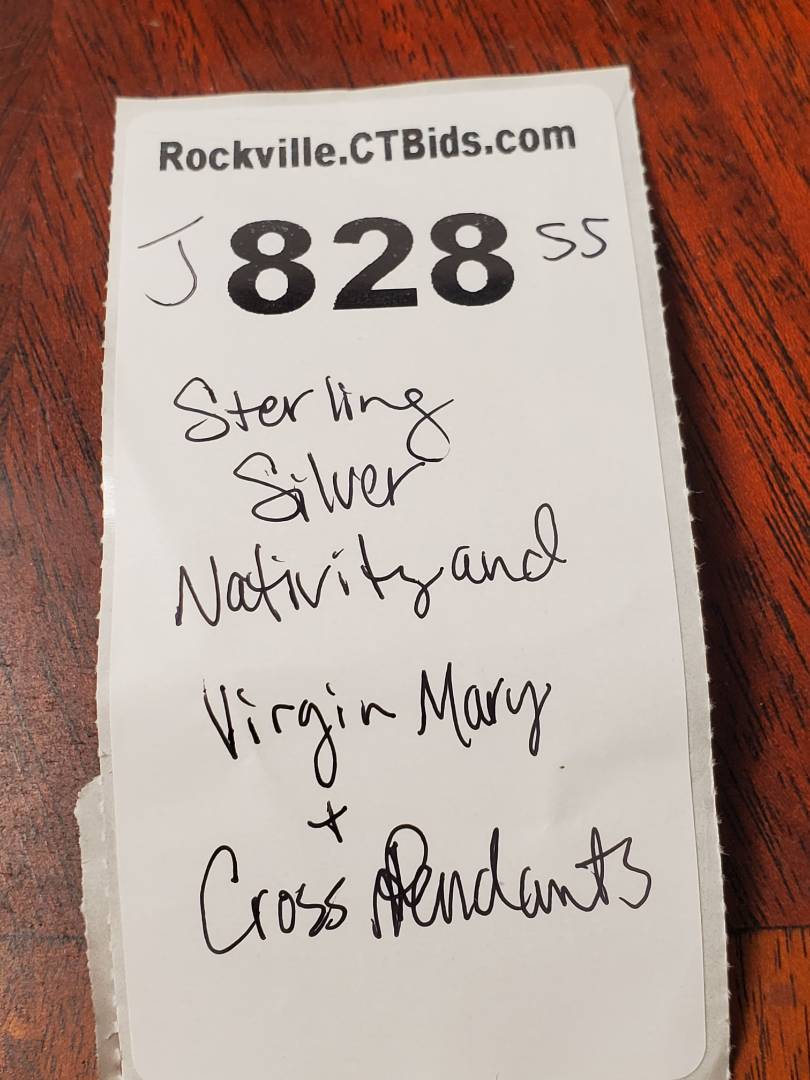 Rockville.CTBids.com
J 828 55
Sterling
Silver
Nativity and
Virgin Mary
+
Cross Pendants